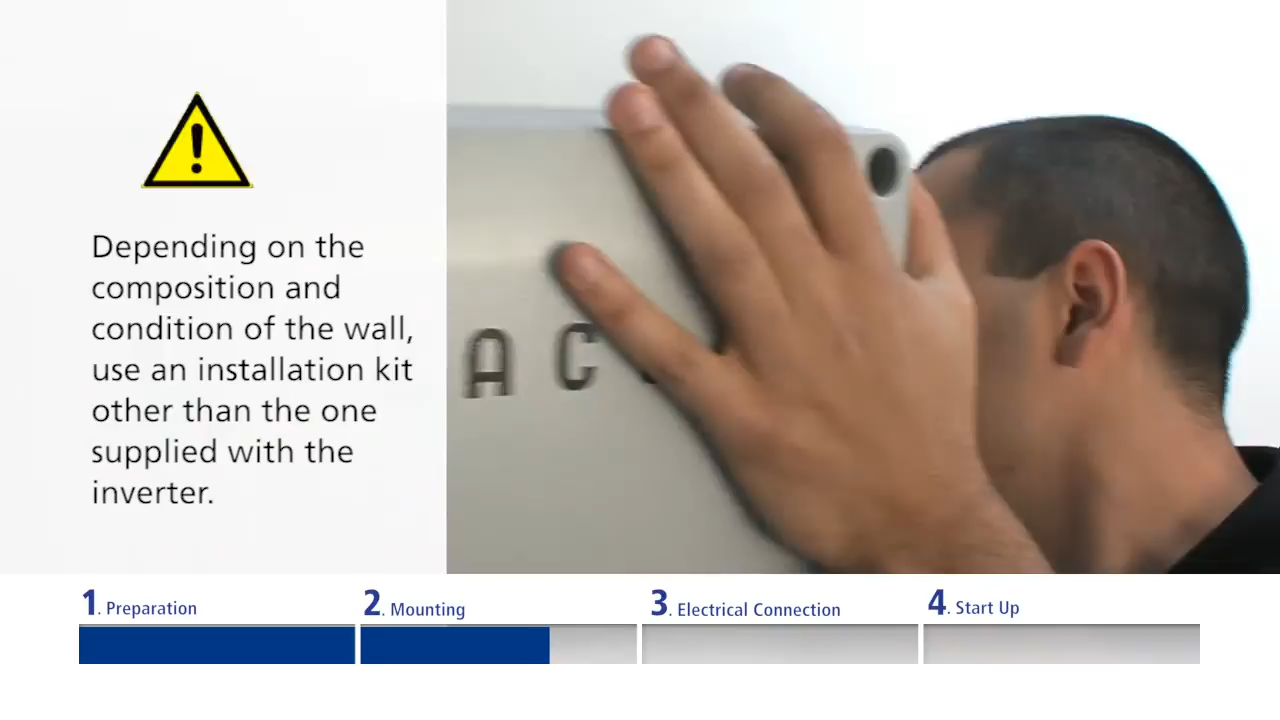 Depending on the
composition and
condition of the wall,
use an installation kit
other than the one
supplied with the
inverter.
AC
1. Preparation
2. Mounting
3. Electrical Connection
4. Start Up